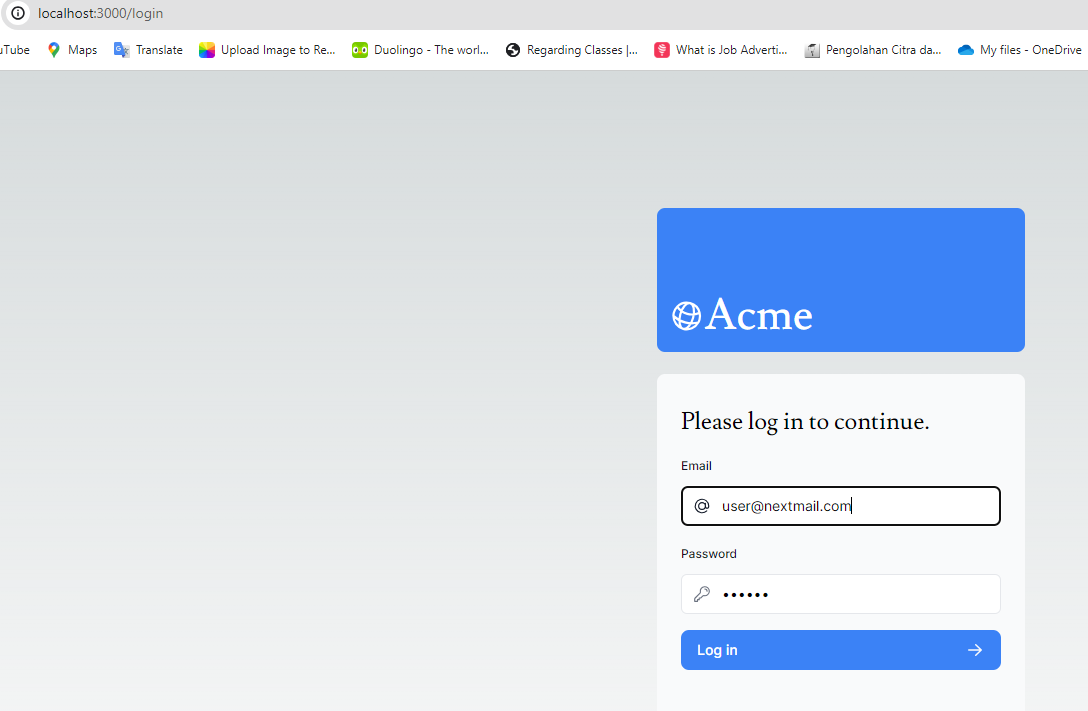 localhost:3000/login
uTube Maps Translate Upload Image to Re... Duolingo - The worl... Regarding Classes |... What is Job Adverti... Pengolahan Citra da... My files - OneDrive
Acme
Please log in to continue.
Email
user@nextmail.com
Password
••••••
Log in